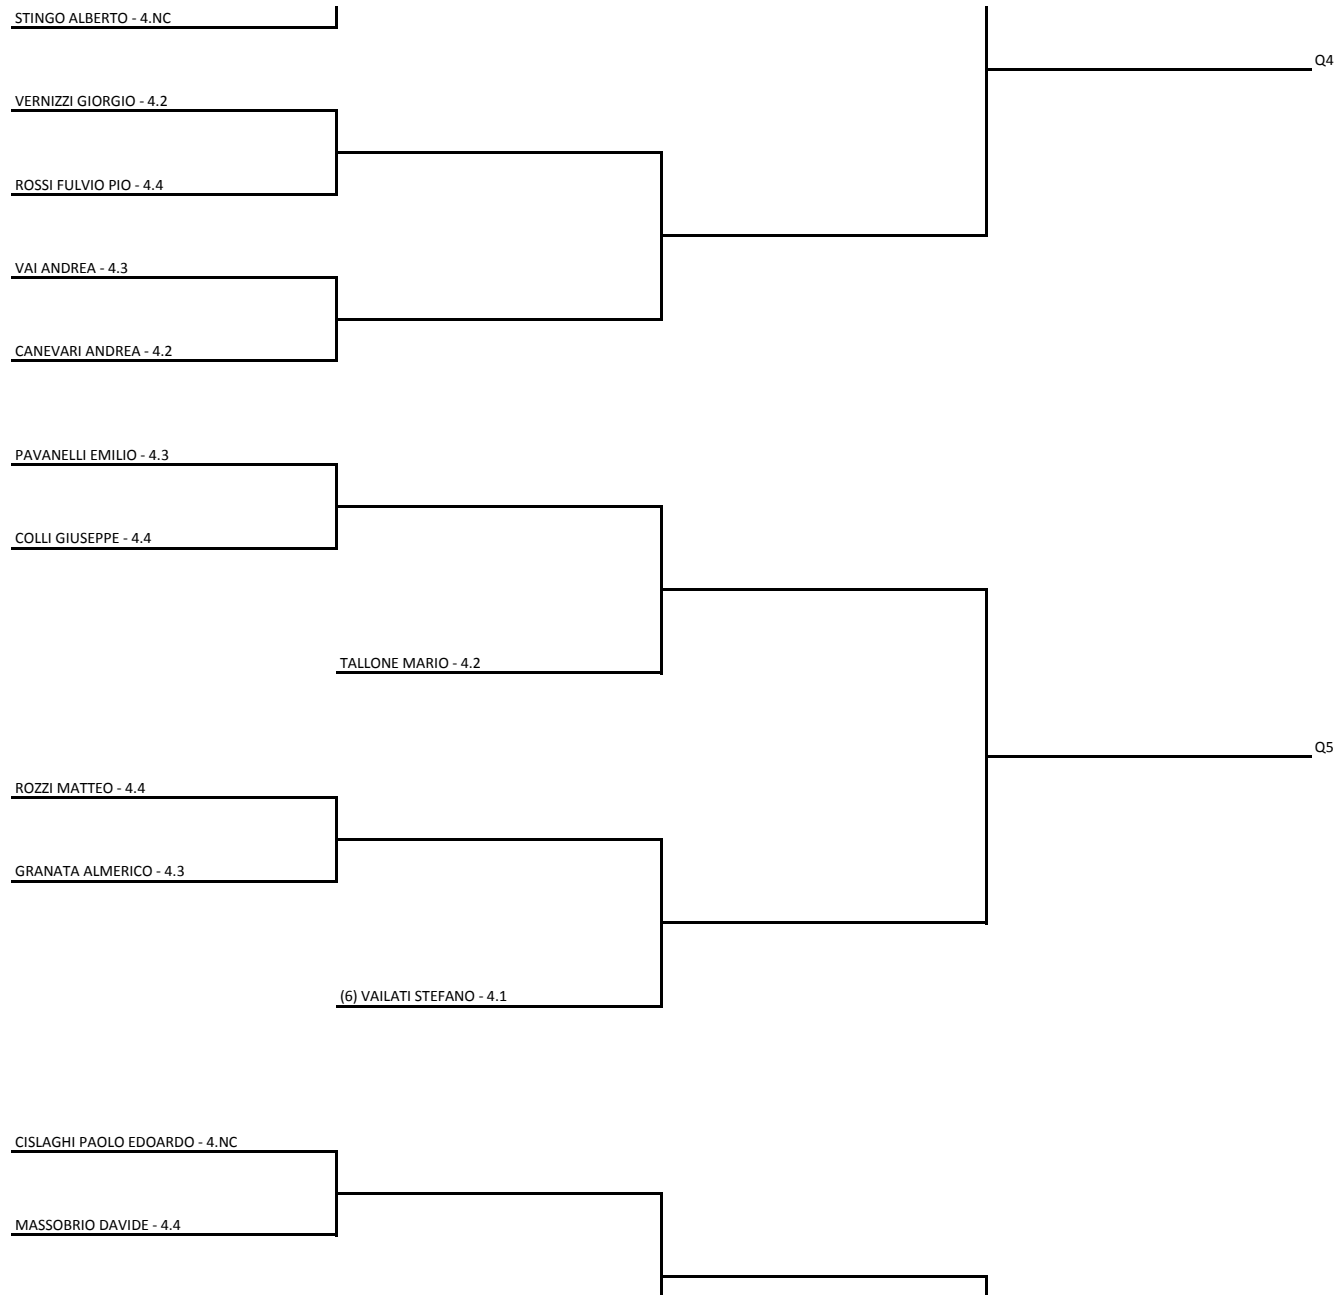 STINGO ALBERTO - 4.NC
Q4
VERNIZZI GIORGIO - 4.2
ROSSI FULVIO PIO - 4.4
VAI ANDREA - 4.3
CANEVARI ANDREA - 4.2
PAVANELLI EMILIO - 4.3
COLLI GIUSEPPE - 4.4
TALLONE MARIO - 4.2
Q5
ROZZI MATTEO - 4.4
GRANATA ALMERICO - 4.3
(6) VAILATI STEFANO - 4.1
CISLAGHI PAOLO EDOARDO - 4.NC
MASSOBRIO DAVIDE - 4.4